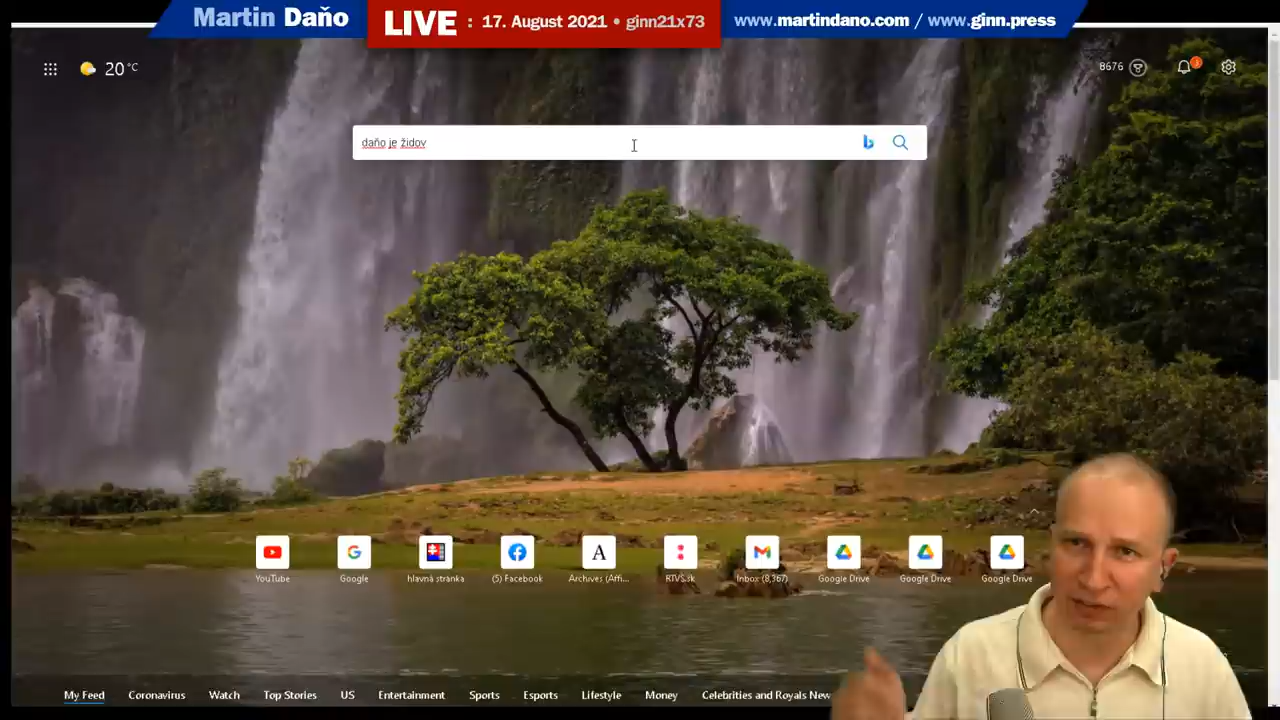 Martin Daňo
LIVE : 17. August 2021 • ginn21x73
www.martindano.com / www.ginn.press
20 °C
8676
daňo je židov
YouTube
Google
hlavná stránka
(5) Facebook
Archives (Affi...
RTVS.sk
Inbox (8,367)
Google Drive
Google Drive
Google Drive
My Feed
Coronavirus
Watch
Top Stories
US
Entertainment
Sports
Esports
Lifestyle
Money
Celebrities and Royals New